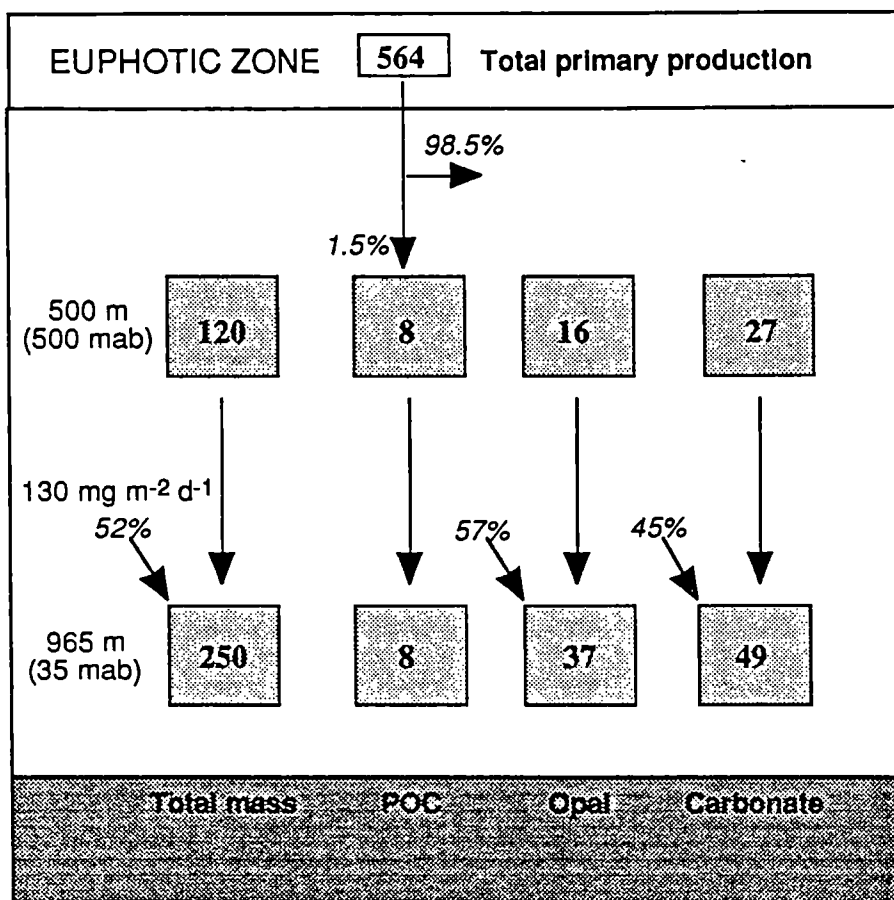 EUPHOTIC ZONE 564 Total primary production
98.5%
1.5%
500 m
(500 mab)
120 8 16 27
130 mg m-2 d-1
52% 57% 45%
965 m
(35 mab)
250 8 37 49
Total mass POC Opal Carbonate